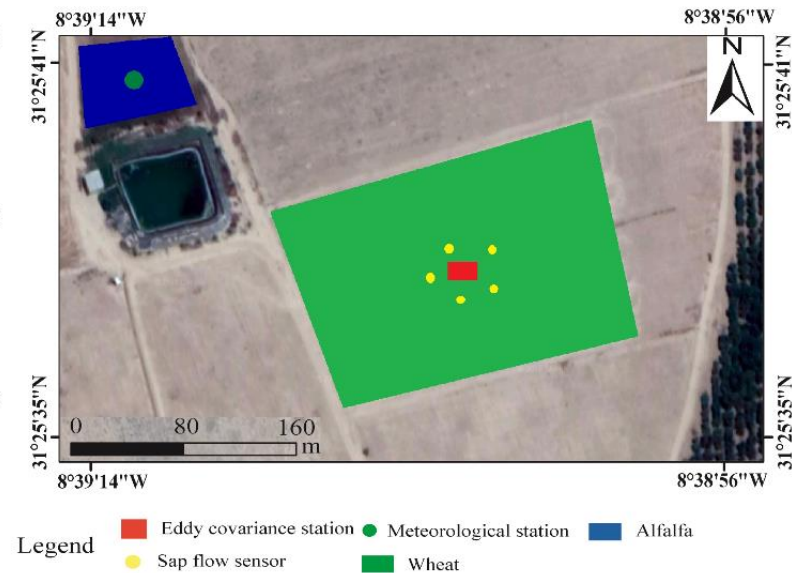 8°39'14"W 8°38'56"W
N
31°25'41"N 31°25'41"N
31°25'35"N 31°25'35"N
0 80 160
m
8°39'14"W 8°38'56"W
Legend
Eddy covariance station Meteorological station Alfalfa
Sap flow sensor Wheat